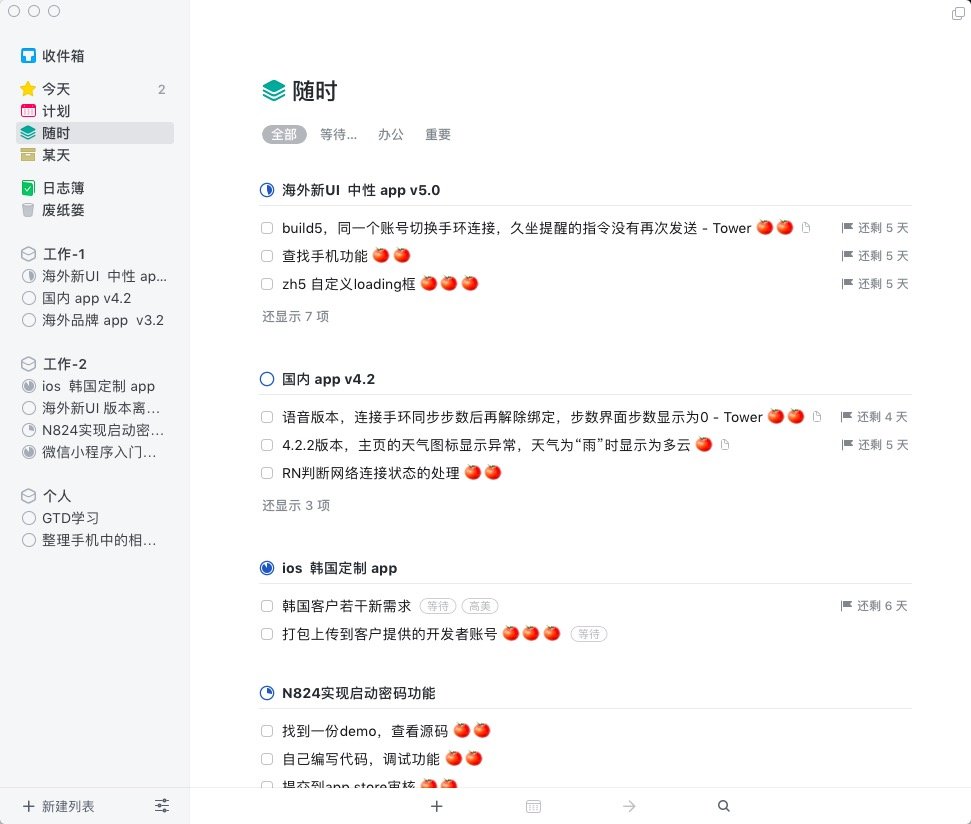 收件箱
今天 2
计划
随时
某天
日志簿
废纸篓
工作-1
海外新UI 中性 ap...
国内 app v4.2
海外品牌 app v3.2
工作-2
ios 韩国定制 app
海外新UI 版本离...
N824实现启动密...
微信小程序入门...
个人
GTD学习
整理手机中的相...
新建列表
随时
全部 等待... 办公 重要
海外新UI 中性 app v5.0
build5，同一个账号切换手环连接，久坐提醒的指令没有再次发送 - Tower 🍅🍅 还剩 5 天
查找手机功能 🍅🍅 还剩 5 天
zh5 自定义loading框 🍅🍅🍅 还剩 5 天
还显示 7 项
国内 app v4.2
语音版本，连接手环同步步数后再解除绑定，步数界面步数显示为0 - Tower 🍅🍅 还剩 4 天
4.2.2版本，主页的天气图标显示异常，天气为“雨”时显示为多云 🍅 还剩 5 天
RN判断网络连接状态的处理 🍅🍅
还显示 3 项
ios 韩国定制 app
韩国客户若干新需求 等待 高美 还剩 6 天
打包上传到客户提供的开发者账号 🍅🍅🍅 等待
N824实现启动密码功能
找到一份demo，查看源码 🍅🍅
自己编写代码，调试功能 🍅🍅
提交到app store审核 🍅🍅